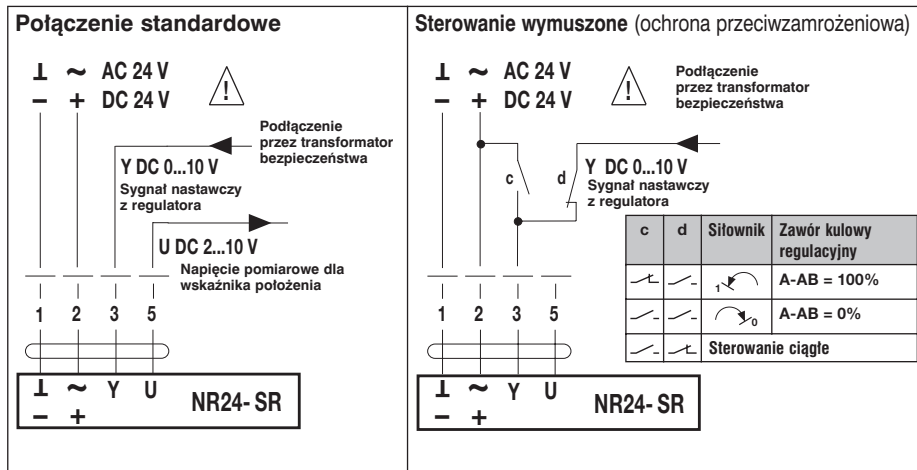 Połączenie standardowe
⊥ ~ AC 24 V
– + DC 24 V
Podłączenie
przez transformator
bezpieczeństwa
Y DC 0...10 V
Sygnał nastawczy
z regulatora
U DC 2...10 V
Napięcie pomiarowe dla
wskaźnika położenia
1 2 3 5
⊥ ~ Y U
– +
NR24- SR
Sterowanie wymuszone (ochrona przeciwzamrożeniowa)
⊥ ~ AC 24 V
– + DC 24 V
Podłączenie
przez transformator
bezpieczeństwa
c d
Y DC 0...10 V
Sygnał nastawczy
z regulatora
c d Siłownik Zawór kulowy
regulacyjny
1 A-AB = 100%
0 A-AB = 0%
Sterowanie ciągłe
1 2 3 5
⊥ ~ Y U
– +
NR24- SR